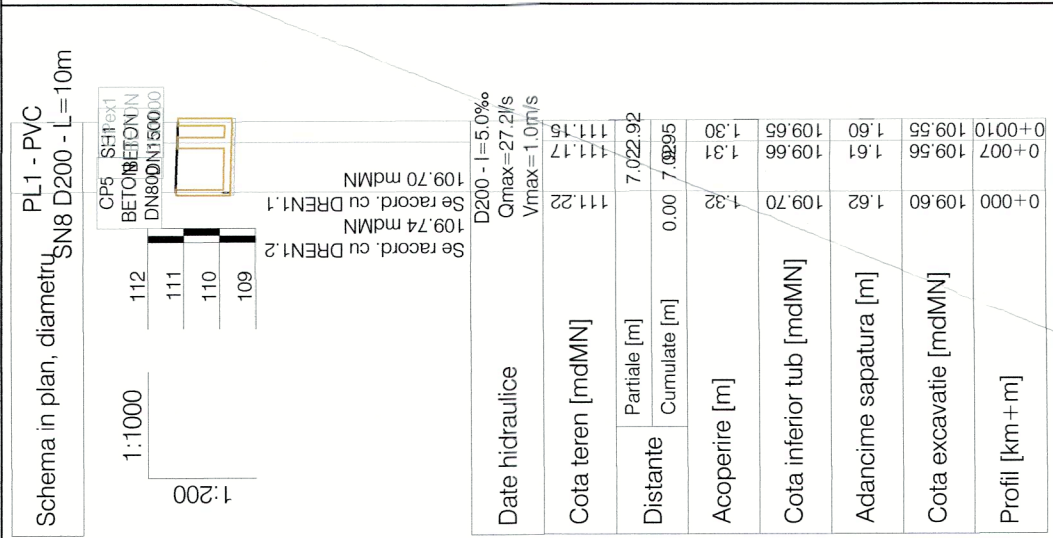 Schema in plan, diametru
PL1 - PVC
SN8 D200 - L=10m
CP5
BETON
DN800
SH1
BETON
DN1500
112
111
110
109
1:1000
1:200
Se racord. cu DREN1.2
109.74 mdMN
Se racord. cu DREN1.1
109.70 mdMN
Date hidraulice
D200 - I=5.0‰
Qmax=27.2l/s
Vmax=1.0m/s
Cota teren [mdMN]
111.22
111.17
111.15
Distante
Partiale [m]
7.02
2.92
Cumulate [m]
0.00
7.02
9.95
Acoperire [m]
1.32
1.31
1.30
Cota inferior tub [mdMN]
109.70
109.66
109.65
Adancime sapatura [m]
1.62
1.61
1.60
Cota excavatie [mdMN]
109.60
109.56
109.55
Profil [km+m]
0+000
0+007
0+0010